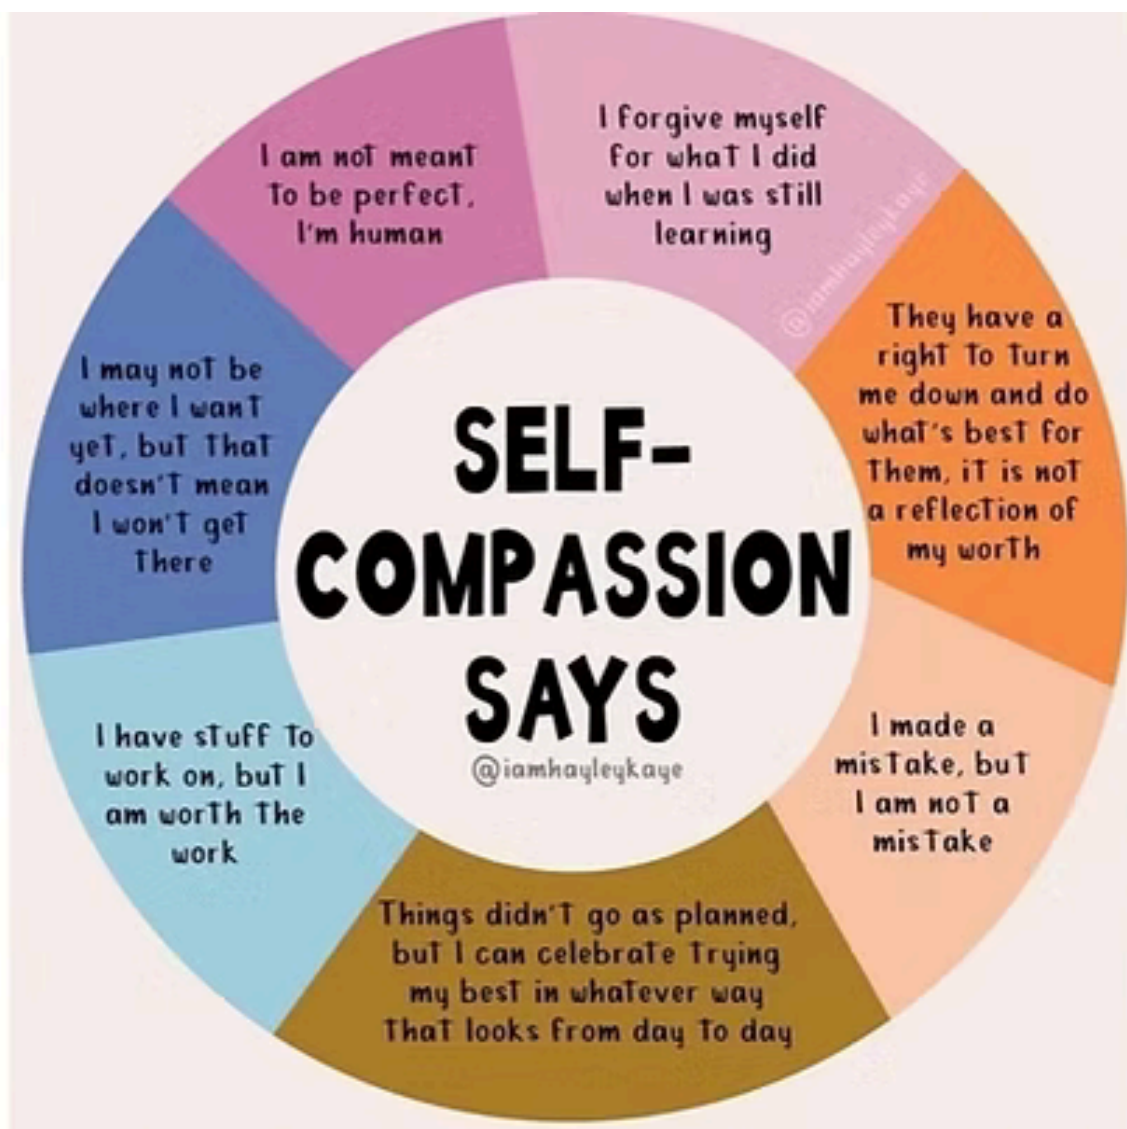 I forgive myself
for what I did
when I was still
learning
@iamhayleykaye
They have a
right to turn
me down and do
what's best for
them, it is not
a reflection of
my worth
I made a
mistake, but
I am not a
mistake
Things didn't go as planned,
but I can celebrate trying
my best in whatever way
that looks from day to day
I have stuff to
work on, but I
am worth the
work
I may not be
where I want
yet, but that
doesn't mean
I won't get
there
I am not meant
to be perfect,
I'm human
SELF-
COMPASSION
SAYS
@iamhayleykaye